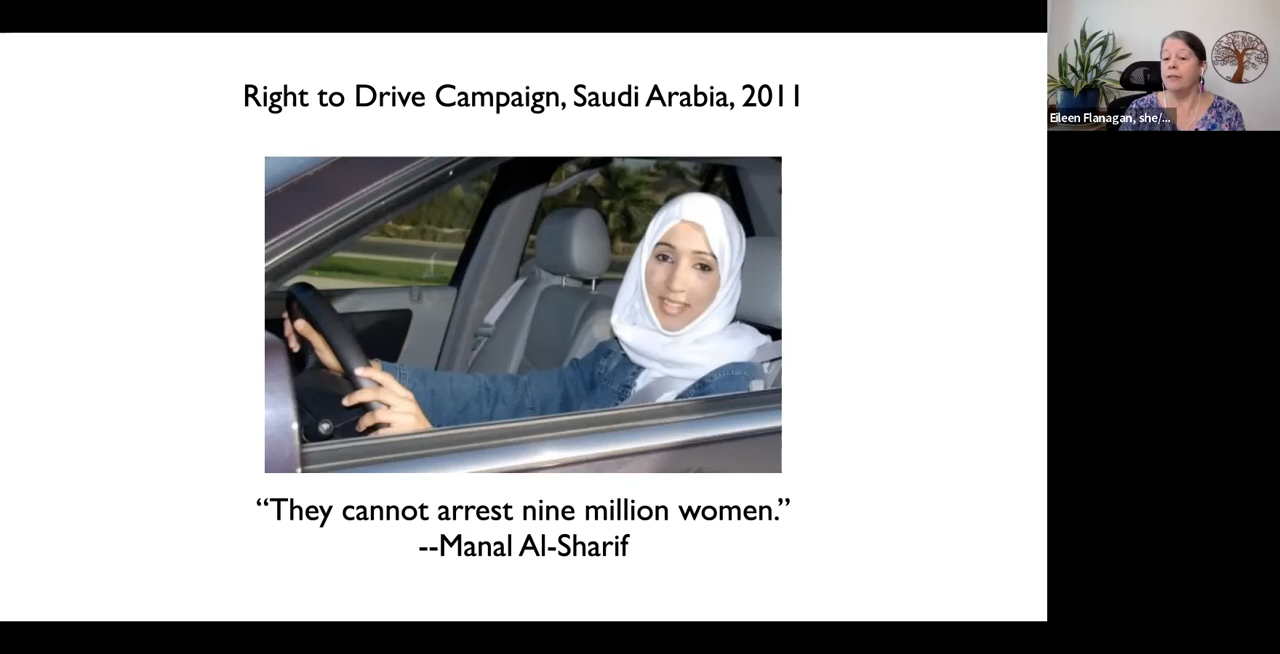 Right to Drive Campaign, Saudi Arabia, 2011
“They cannot arrest nine million women.”
--Manal Al-Sharif
Eileen Flanagan, she/...